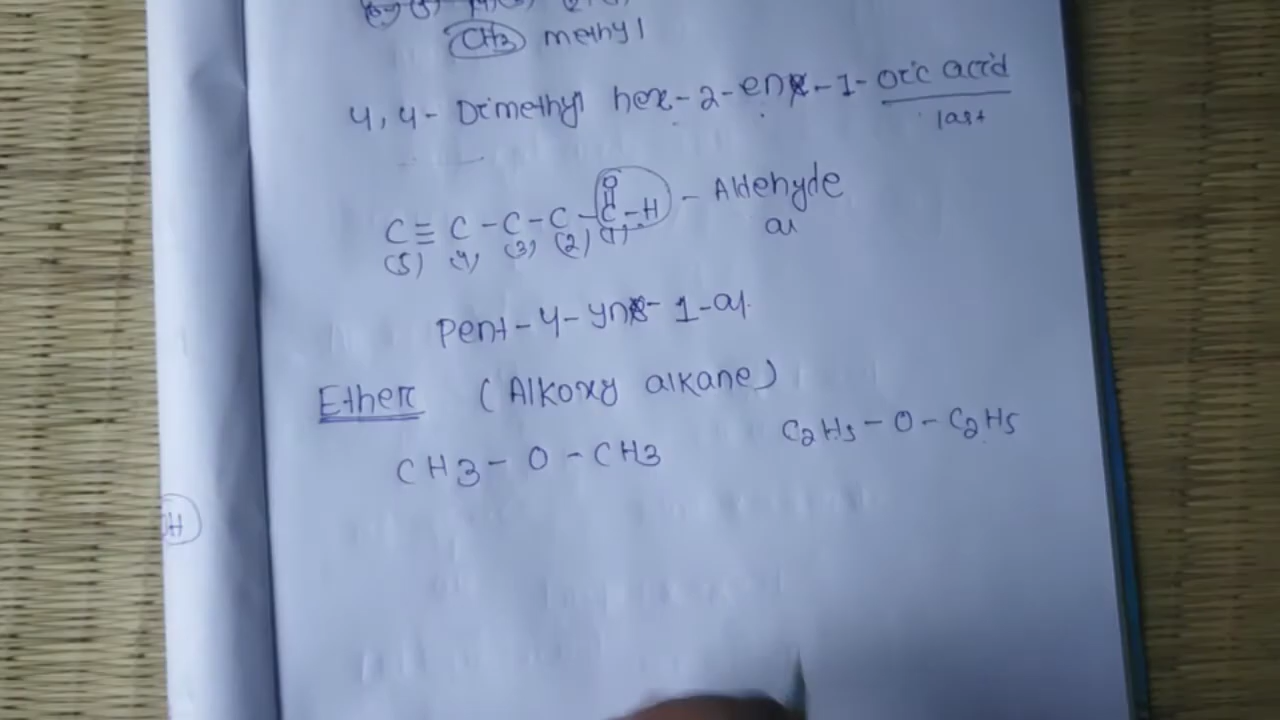 CH3 methyl
4,4- Dimethyl hex-2-en-1-oic acid
last
O
C≡C-C-C-C-H - Aldehyde
(5) (4) (3) (2) (1) al
Pent-4-yn-1-al.
Ether (Alkoxy alkane)
CH3-O-CH3 C2H5-O-C2H5
H